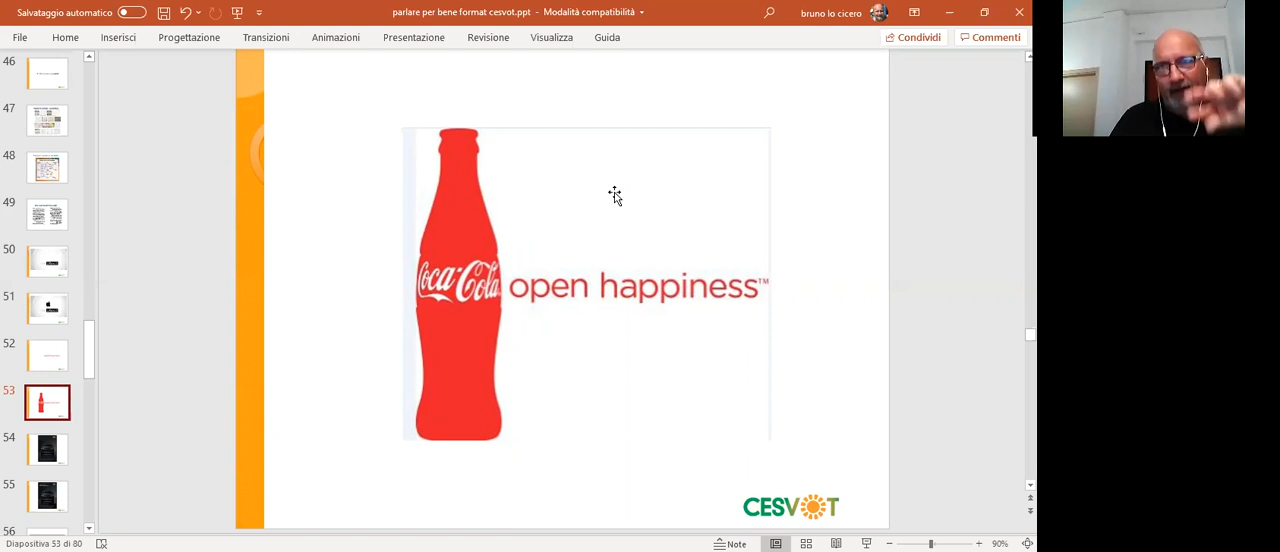 Salvataggio automatico
parlare per bene format cesvot.ppt - Modalità compatibilità
bruno lo cicero
File Home Inserisci Progettazione Transizioni Animazioni Presentazione Revisione Visualizza Guida
Condividi Commenti
46
47
48
49
50
51
52
53
54
55
56
Coca-Cola
open happiness™
CESVOT
Diapositiva 53 di 80
Note
90%